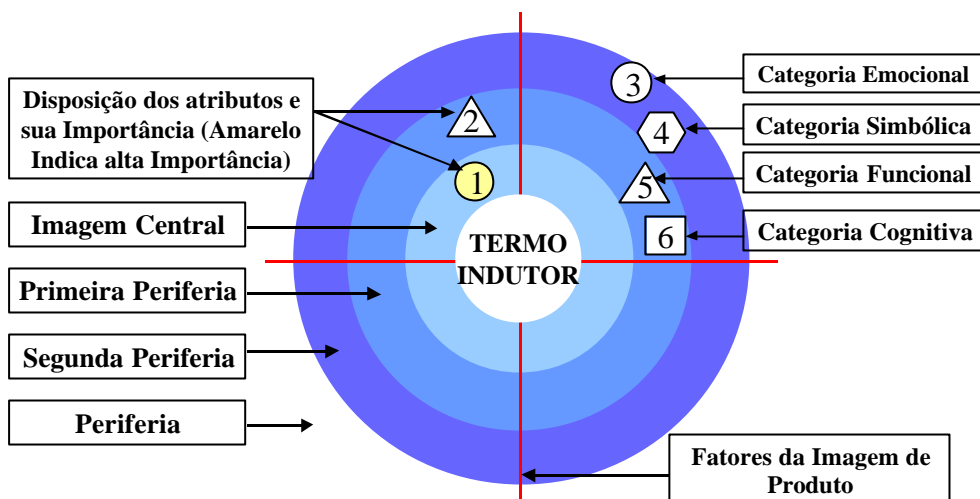 Disposição dos atributos e
sua Importância (Amarelo
Indica alta Importância)
Imagem Central
Primeira Periferia
Segunda Periferia
Periferia
2
1
TERMO
INDUTOR
3
4
5
6
Categoria Emocional
Categoria Simbólica
Categoria Funcional
Categoria Cognitiva
Fatores da Imagem de
Produto